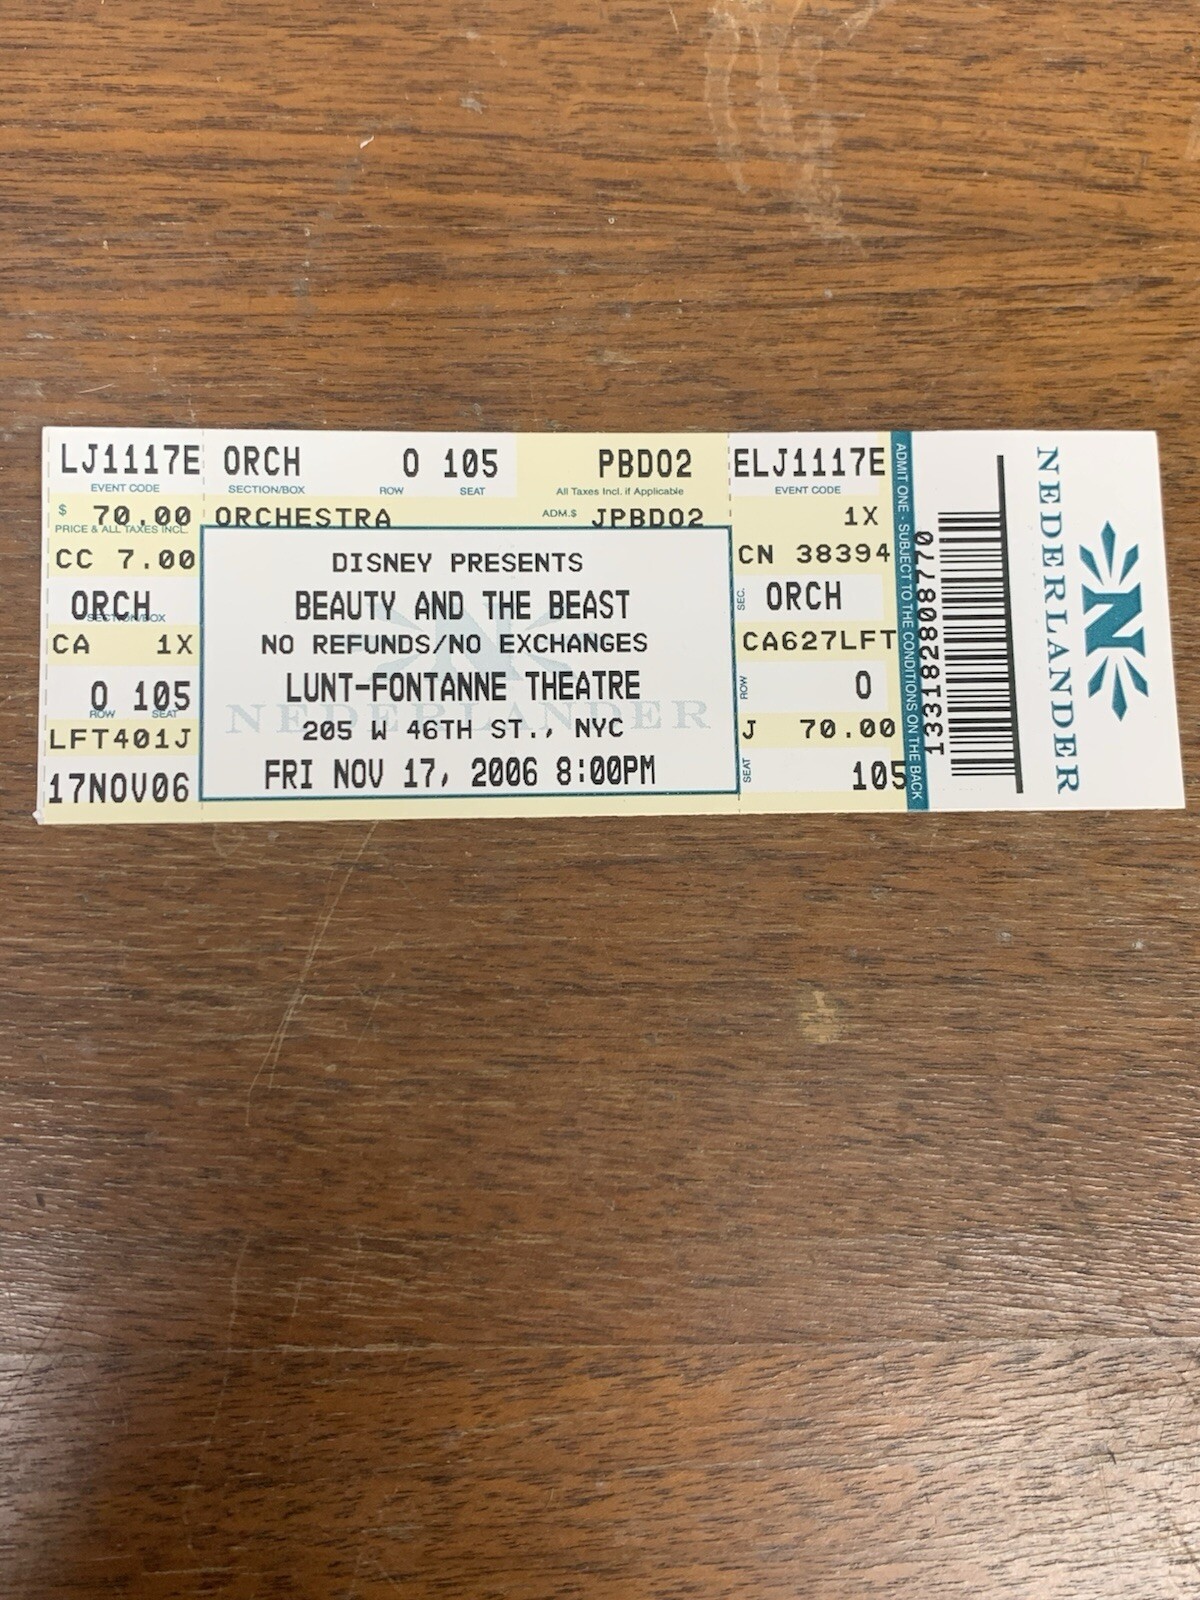 LJ1117E
EVENT CODE
$ 70.00
PRICE & ALL TAXES INCL.
CC 7.00
ORCH
SECTION/BOX
CA 1X
O 105
ROW SEAT
LFT401J
17NOV06
ORCH O 105 PBD02
SECTION/BOX ROW SEAT All Taxes Incl. if Applicable
ORCHESTRA ADM.$ JPBD02
DISNEY PRESENTS
BEAUTY AND THE BEAST
NO REFUNDS/NO EXCHANGES
LUNT-FONTANNE THEATRE
NEDERLANDER
205 W 46TH ST., NYC
FRI NOV 17, 2006 8:00PM
ELJ1117E
EVENT CODE
1X
CN 38394
SEC. ORCH
CA627LFT
ROW O
J 70.00
SEAT 105
ADMIT ONE - SUBJECT TO THE CONDITIONS ON THE BACK
NEDERLANDER
N